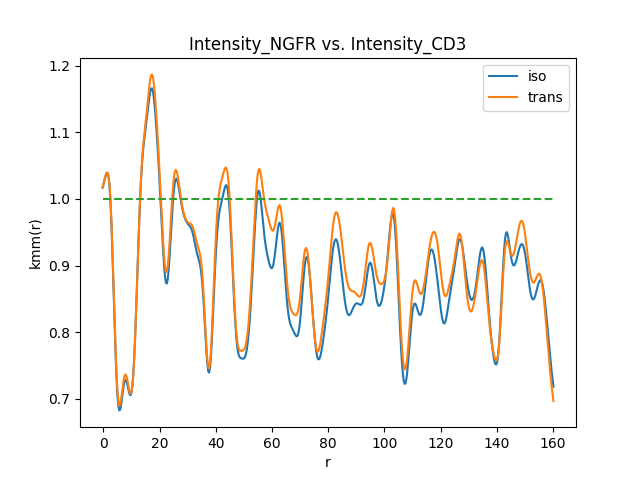 Intensity_NGFR vs. Intensity_CD3
iso
trans
1.2
1.1
1.0
0.9
0.8
0.7
kmm(r)
0 20 40 60 80 100 120 140 160
r